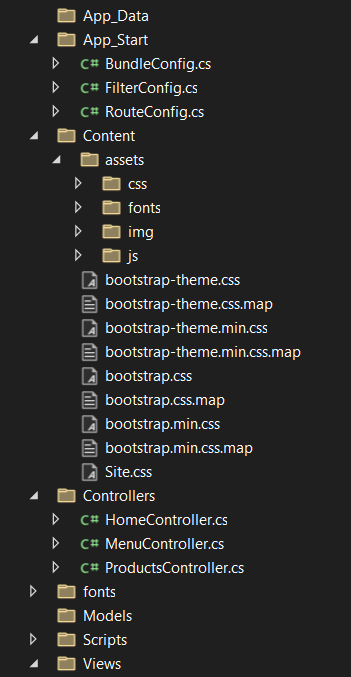 App_Data
App_Start
C# BundleConfig.cs
C# FilterConfig.cs
C# RouteConfig.cs
Content
assets
css
fonts
img
js
bootstrap-theme.css
bootstrap-theme.css.map
bootstrap-theme.min.css
bootstrap-theme.min.css.map
bootstrap.css
bootstrap.css.map
bootstrap.min.css
bootstrap.min.css.map
Site.css
Controllers
C# HomeController.cs
C# MenuController.cs
C# ProductsController.cs
fonts
Models
Scripts
Views